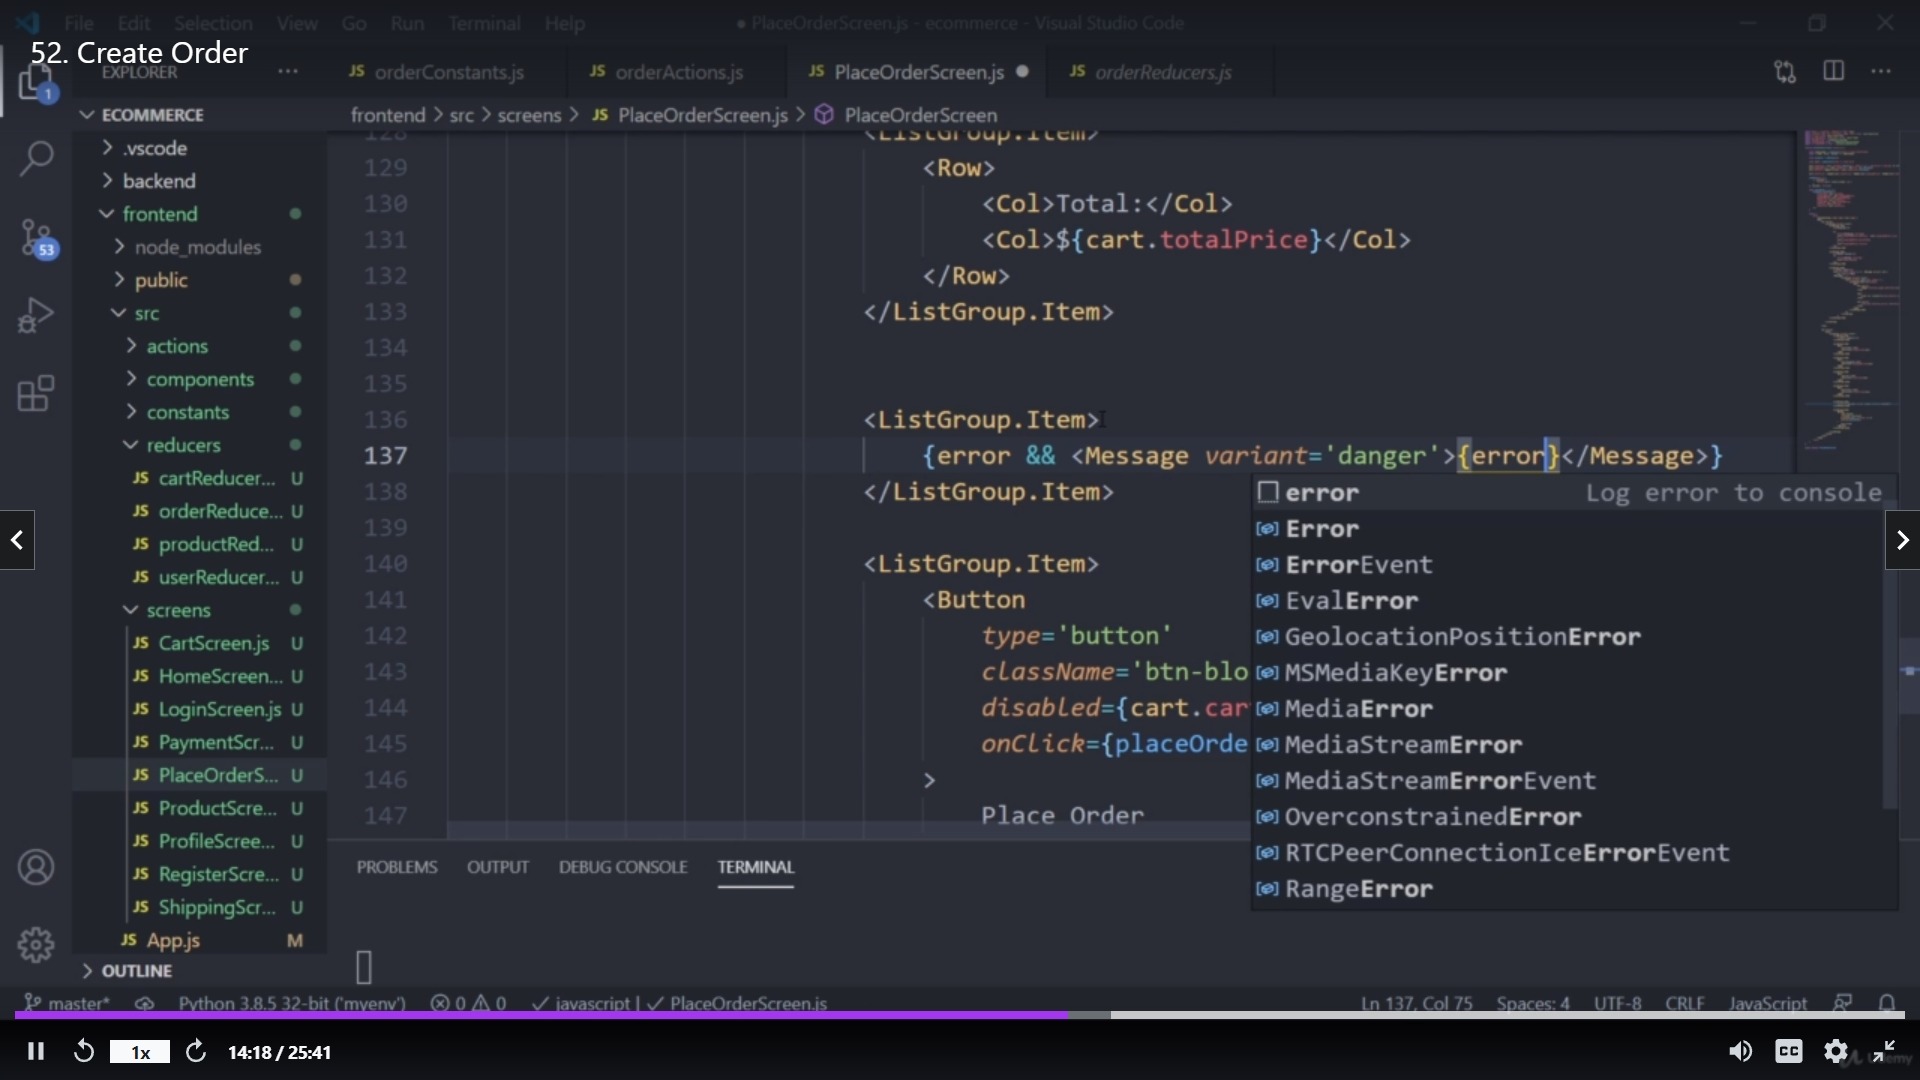 File Edit Selection View Go Run Terminal Help
● PlaceOrderScreen.js - ecommerce - Visual Studio Code
52. Create Order
EXPLORER ...
JS orderConstants.js JS orderActions.js JS PlaceOrderScreen.js ● JS orderReducers.js
1
ECOMMERCE
frontend > src > screens > JS PlaceOrderScreen.js > PlaceOrderScreen
.vscode
backend
frontend
node_modules
public
53
src
actions
components
constants
reducers
JS cartReducer... U
JS orderReduce... U
JS productRed... U
JS userReducer... U
screens
JS CartScreen.js U
JS HomeScreen... U
JS LoginScreen.js U
JS PaymentScr... U
JS PlaceOrderS... U
JS ProductScre... U
JS ProfileScree... U
JS RegisterScre... U
JS ShippingScr... U
JS App.js M
OUTLINE
128 <ListGroup.Item>
129 <Row>
130 <Col>Total:</Col>
131 <Col>${cart.totalPrice}</Col>
132 </Row>
133 </ListGroup.Item>
134
135
136 <ListGroup.Item>
137 {error && <Message variant='danger'>{error}</Message>}
138 </ListGroup.Item>
139
140 <ListGroup.Item>
141 <Button
142 type='button'
143 className='btn-blo
144 disabled={cart.car
145 onClick={placeOrde
146 >
147 Place Order
error Log error to console
Error
ErrorEvent
EvalError
GeolocationPositionError
MSMediaKeyError
MediaError
MediaStreamError
MediaStreamErrorEvent
OverconstrainedError
RTCPeerConnectionIceErrorEvent
RangeError
PROBLEMS OUTPUT DEBUG CONSOLE TERMINAL
master* Python 3.8.5 32-bit ('myenv') 0 0 javascript | PlaceOrderScreen.js Ln 137, Col 75 Spaces: 4 UTF-8 CRLF JavaScript
1x 14:18 / 25:41 CC
Udemy